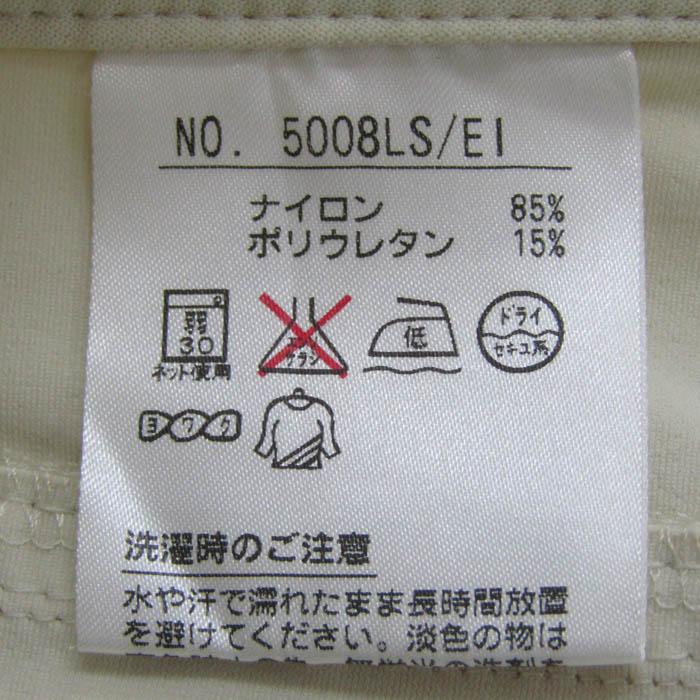 NO. 5008LS/EI
ナイロン 85%
ポリウレタン 15%
弱
30
ネット使用
サラシ
低
ドライ
セキユ系
ヨワク
洗濯時のご注意
水や汗で濡れたまま長時間放置
を避けてください。淡色の物は